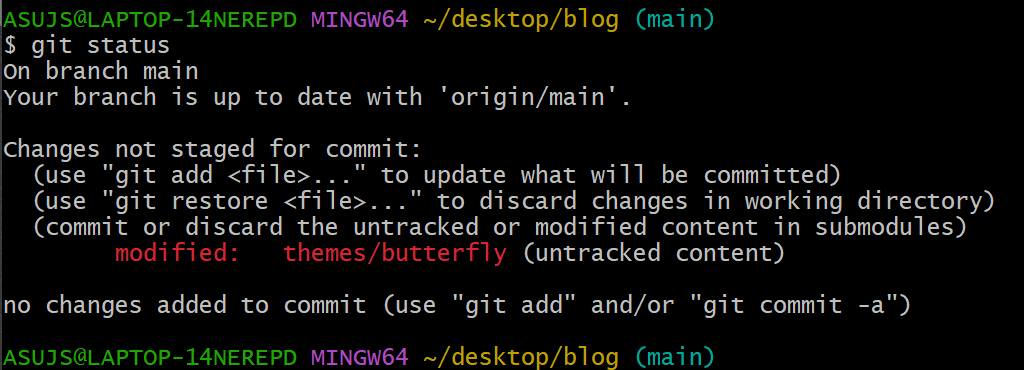 ASUJS@LAPTOP-14NEREPD MINGW64 ~/desktop/blog (main)
$ git status
On branch main
Your branch is up to date with 'origin/main'.
Changes not staged for commit:
(use "git add <file>..." to update what will be committed)
(use "git restore <file>..." to discard changes in working directory)
(commit or discard the untracked or modified content in submodules)
modified: themes/butterfly (untracked content)
no changes added to commit (use "git add" and/or "git commit -a")
ASUJS@LAPTOP-14NEREPD MINGW64 ~/desktop/blog (main)